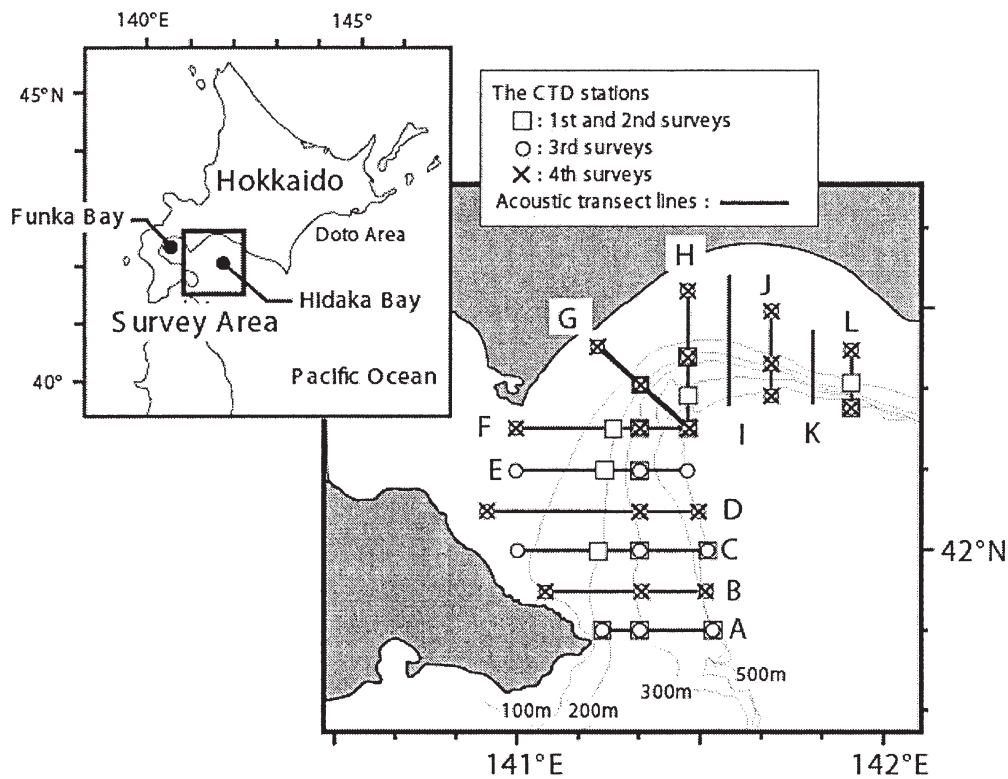 140°E
145°
45°N
Hokkaido
Funka Bay
Doto Area
Hidaka Bay
Survey Area
Pacific Ocean
40°
The CTD stations
: 1st and 2nd surveys
: 3rd surveys
: 4th surveys
Acoustic transect lines :
H
G
J
L
F
I
K
E
D
C
42°N
B
A
500m
300m
100m 200m
141°E
142°E